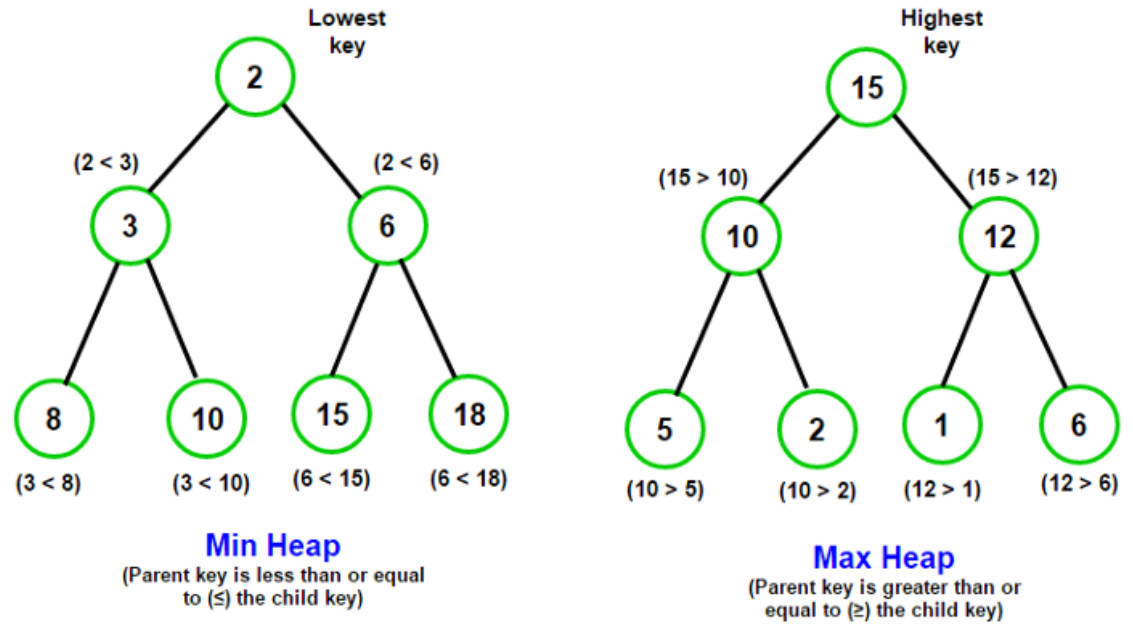 Lowest
key
2
(2 < 3)
(2 < 6)
3
6
8
10
15
18
(3 < 8)
(3 < 10)
(6 < 15)
(6 < 18)
Min Heap
(Parent key is less than or equal
to (≤) the child key)
Highest
key
15
(15 > 10)
(15 > 12)
10
12
5
2
1
6
(10 > 5)
(10 > 2)
(12 > 1)
(12 > 6)
Max Heap
(Parent key is greater than or
equal to (≥) the child key)